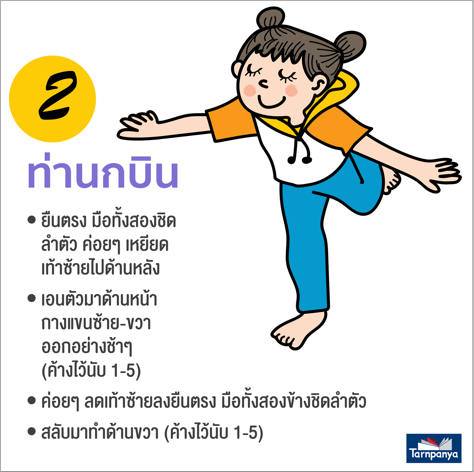 2
ท่านกบิน
• ยืนตรง มือทั้งสองชิด
ลำตัว ค่อยๆ เหยียด
เท้าซ้ายไปด้านหลัง
• เอนตัวมาด้านหน้า
กางแขนซ้าย-ขวา
ออกอย่างช้าๆ
(ค้างไว้นับ 1-5)
• ค่อยๆ ลดเท้าซ้ายลงยืนตรง มือทั้งสองข้างชิดลำตัว
• สลับมาทำด้านขวา (ค้างไว้นับ 1-5)
Tarnpanya